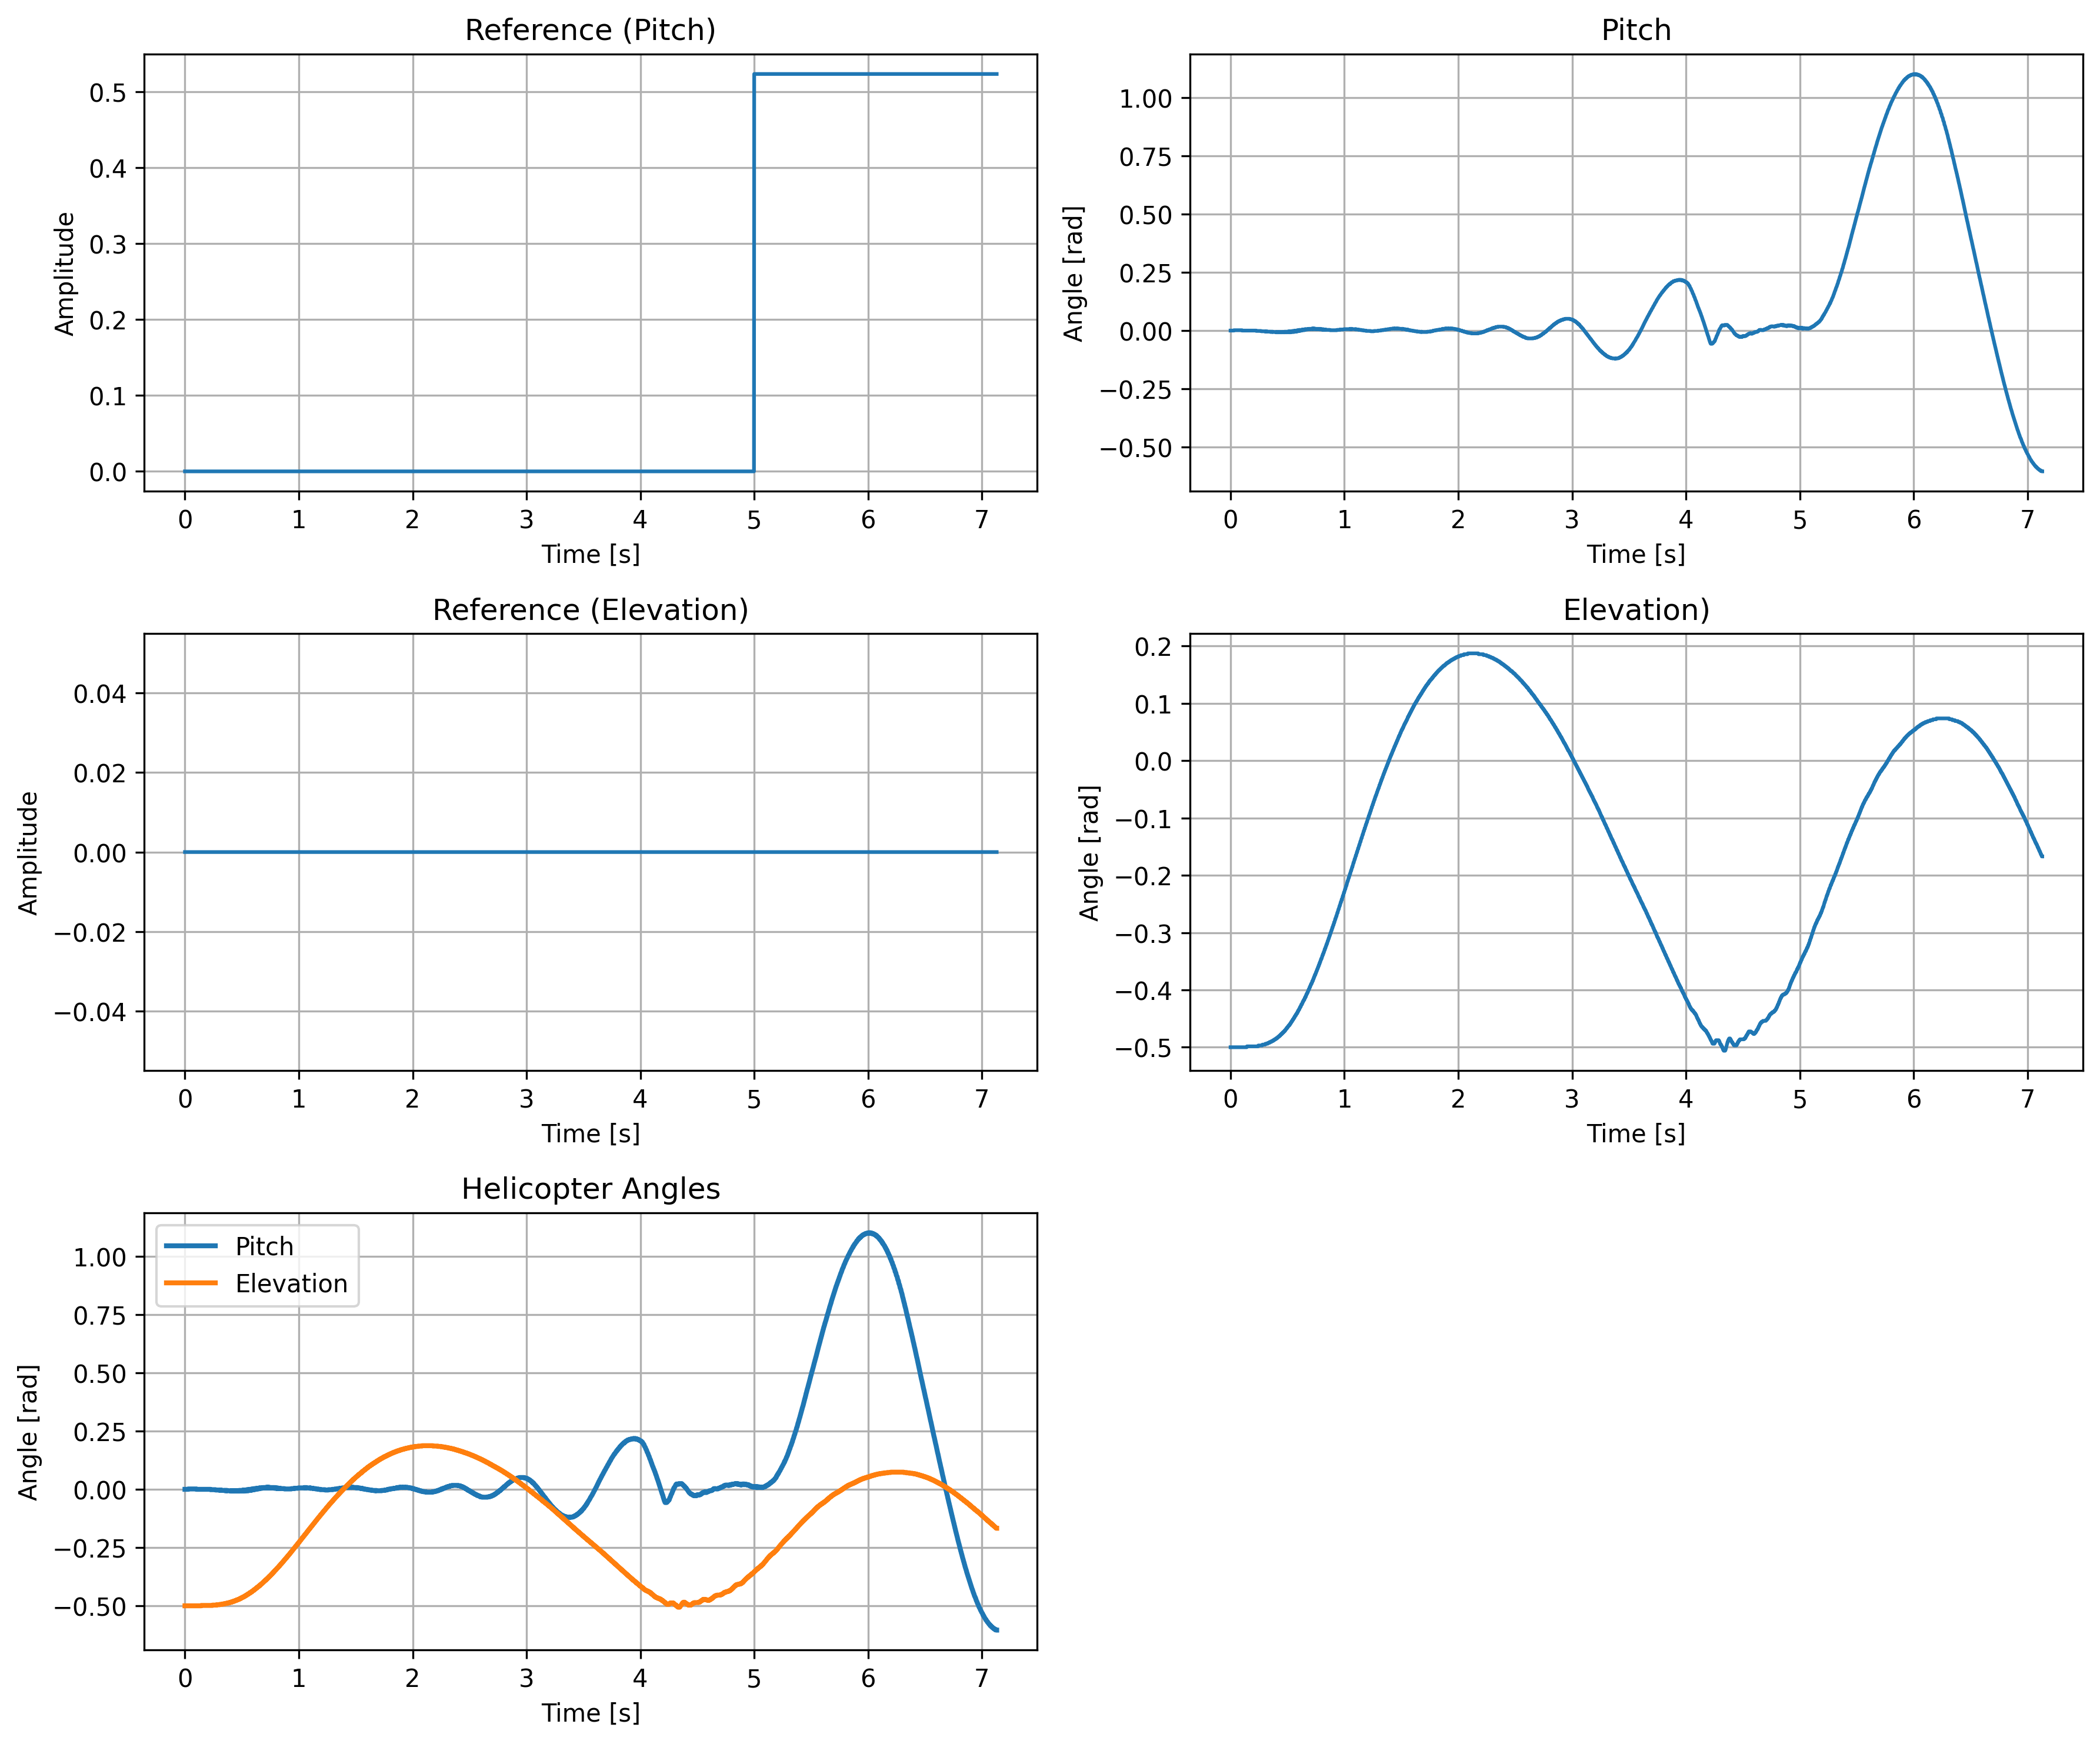 Reference (Pitch)
Amplitude
0.5
0.4
0.3
0.2
0.1
0.0
0 1 2 3 4 5 6 7
Time [s]
Pitch
Angle [rad]
1.00
0.75
0.50
0.25
0.00
−0.25
−0.50
0 1 2 3 4 5 6 7
Time [s]
Reference (Elevation)
Amplitude
0.04
0.02
0.00
−0.02
−0.04
0 1 2 3 4 5 6 7
Time [s]
Elevation)
Angle [rad]
0.2
0.1
0.0
−0.1
−0.2
−0.3
−0.4
−0.5
0 1 2 3 4 5 6 7
Time [s]
Helicopter Angles
Pitch
Elevation
Angle [rad]
1.00
0.75
0.50
0.25
0.00
−0.25
−0.50
0 1 2 3 4 5 6 7
Time [s]